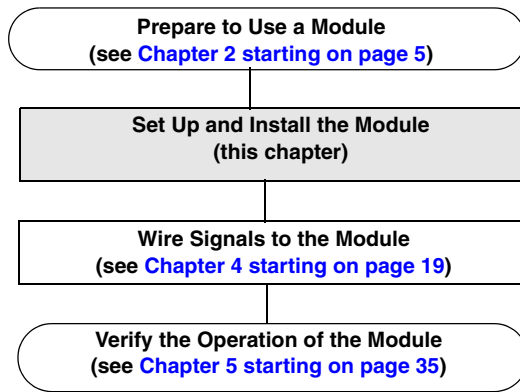 Prepare to Use a Module
(see Chapter 2 starting on page 5)
Set Up and Install the Module
(this chapter)
Wire Signals to the Module
(see Chapter 4 starting on page 19)
Verify the Operation of the Module
(see Chapter 5 starting on page 35)